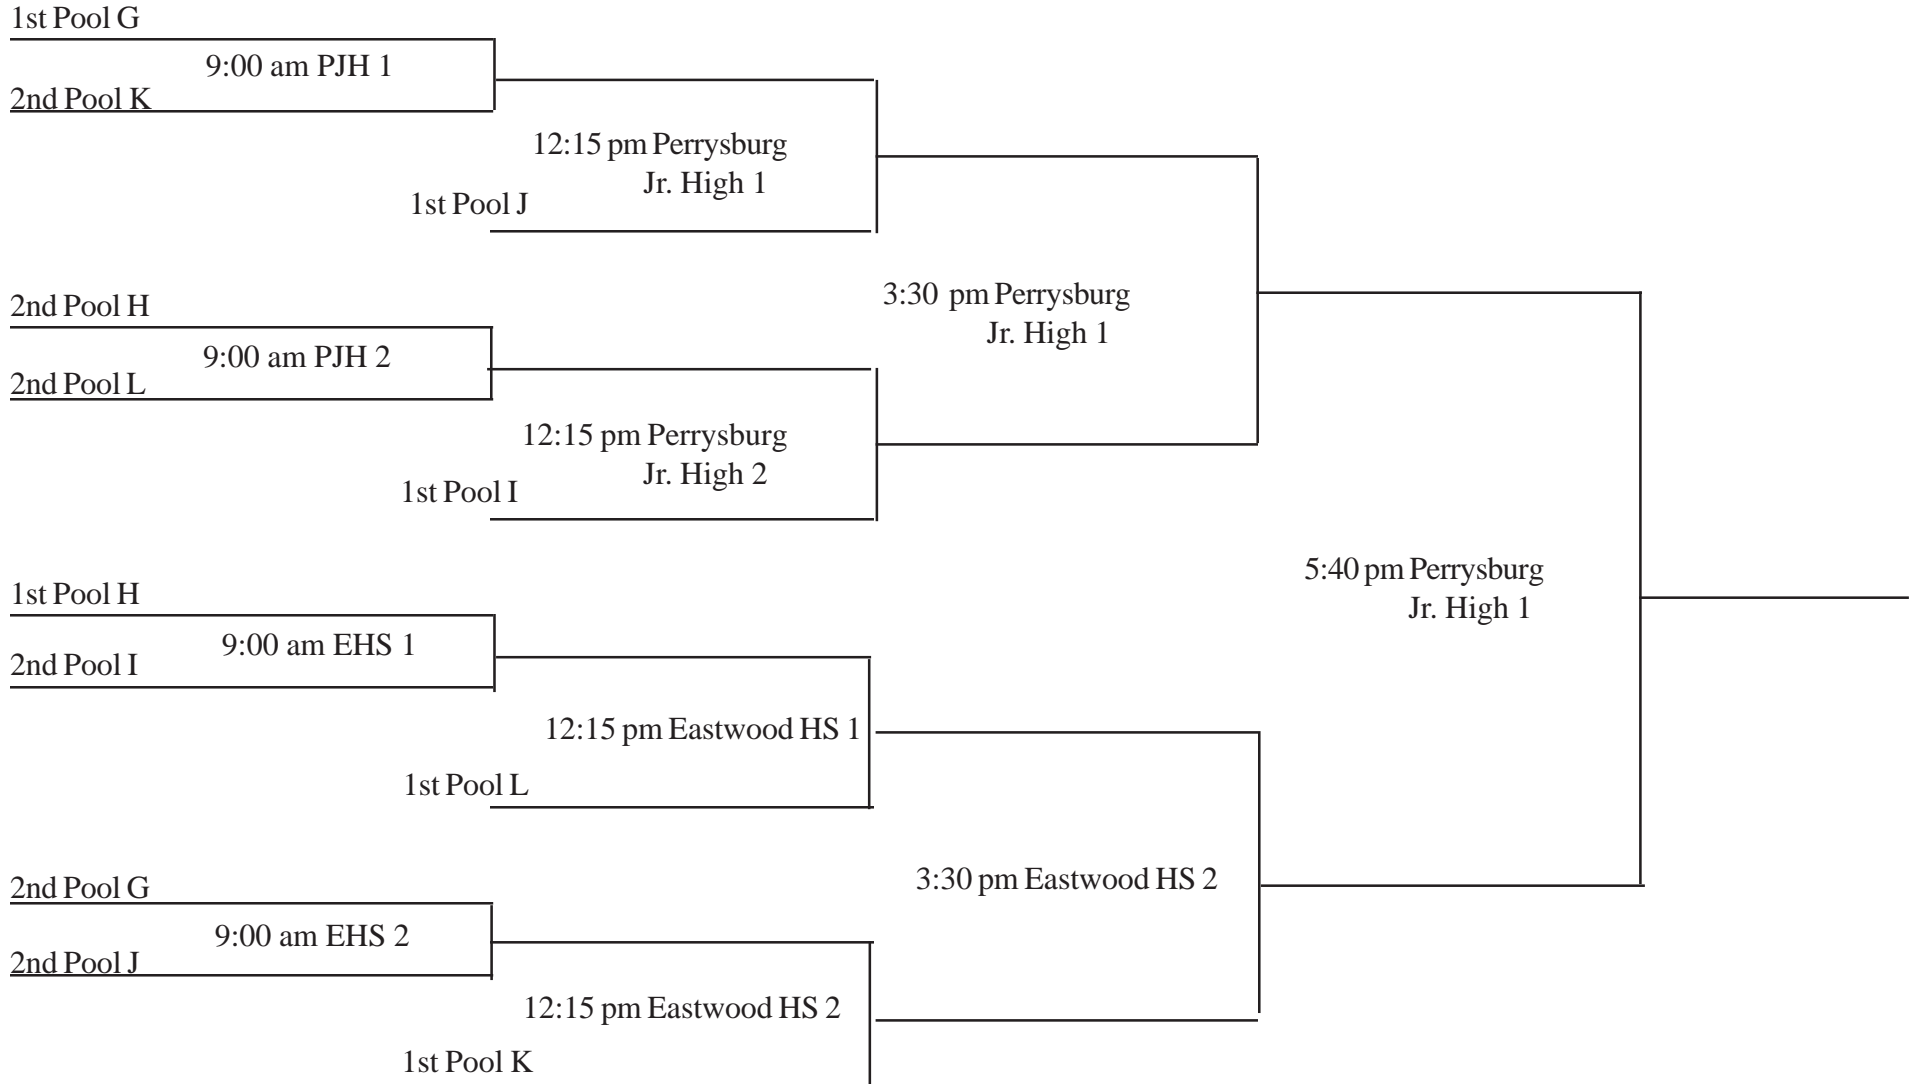 1st Pool G
9:00 am PJH 1
2nd Pool K
12:15 pm Perrysburg
Jr. High 1
1st Pool J
3:30 pm Perrysburg
Jr. High 1
2nd Pool H
9:00 am PJH 2
2nd Pool L
12:15 pm Perrysburg
Jr. High 2
1st Pool I
5:40 pm Perrysburg
Jr. High 1
1st Pool H
9:00 am EHS 1
2nd Pool I
12:15 pm Eastwood HS 1
1st Pool L
3:30 pm Eastwood HS 2
2nd Pool G
9:00 am EHS 2
2nd Pool J
12:15 pm Eastwood HS 2
1st Pool K